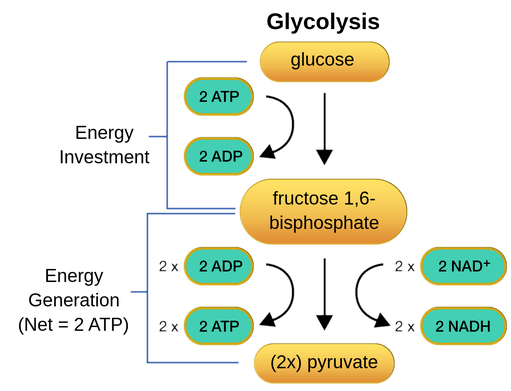 Glycolysis
glucose
2 ATP
2 ADP
Energy
Investment
fructose 1,6-
bisphosphate
2 x 2 ADP
2 x 2 NAD⁺
Energy
Generation
(Net = 2 ATP)
2 x 2 ATP
2 x 2 NADH
(2x) pyruvate